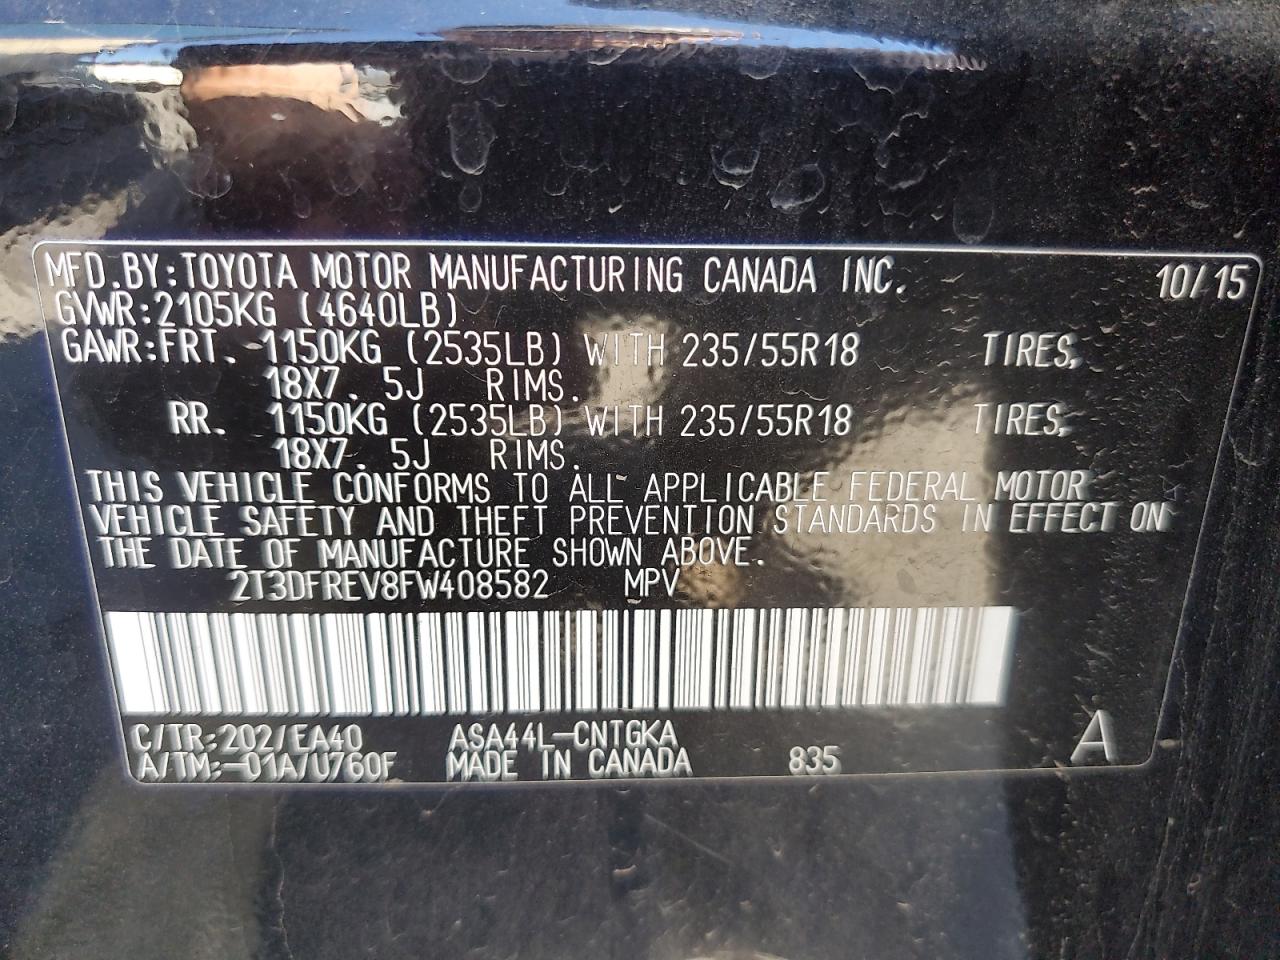 MFD.BY:TOYOTA MOTOR MANUFACTURING CANADA INC. 10/15
GVWR:2105KG (4640LB)
GAWR:FRT. 1150KG (2535LB) WITH 235/55R18 TIRES,
18X7.5J RIMS.
RR. 1150KG (2535LB) WITH 235/55R18 TIRES,
18X7.5J RIMS.
THIS VEHICLE CONFORMS TO ALL APPLICABLE FEDERAL MOTOR
VEHICLE SAFETY AND THEFT PREVENTION STANDARDS IN EFFECT ON
THE DATE OF MANUFACTURE SHOWN ABOVE.
2T3DFREV8FW408582 MPV
C/TR:202/EA40 ASA44L-CNTGKA
A/TM:-01A/U760F MADE IN CANADA 835 A